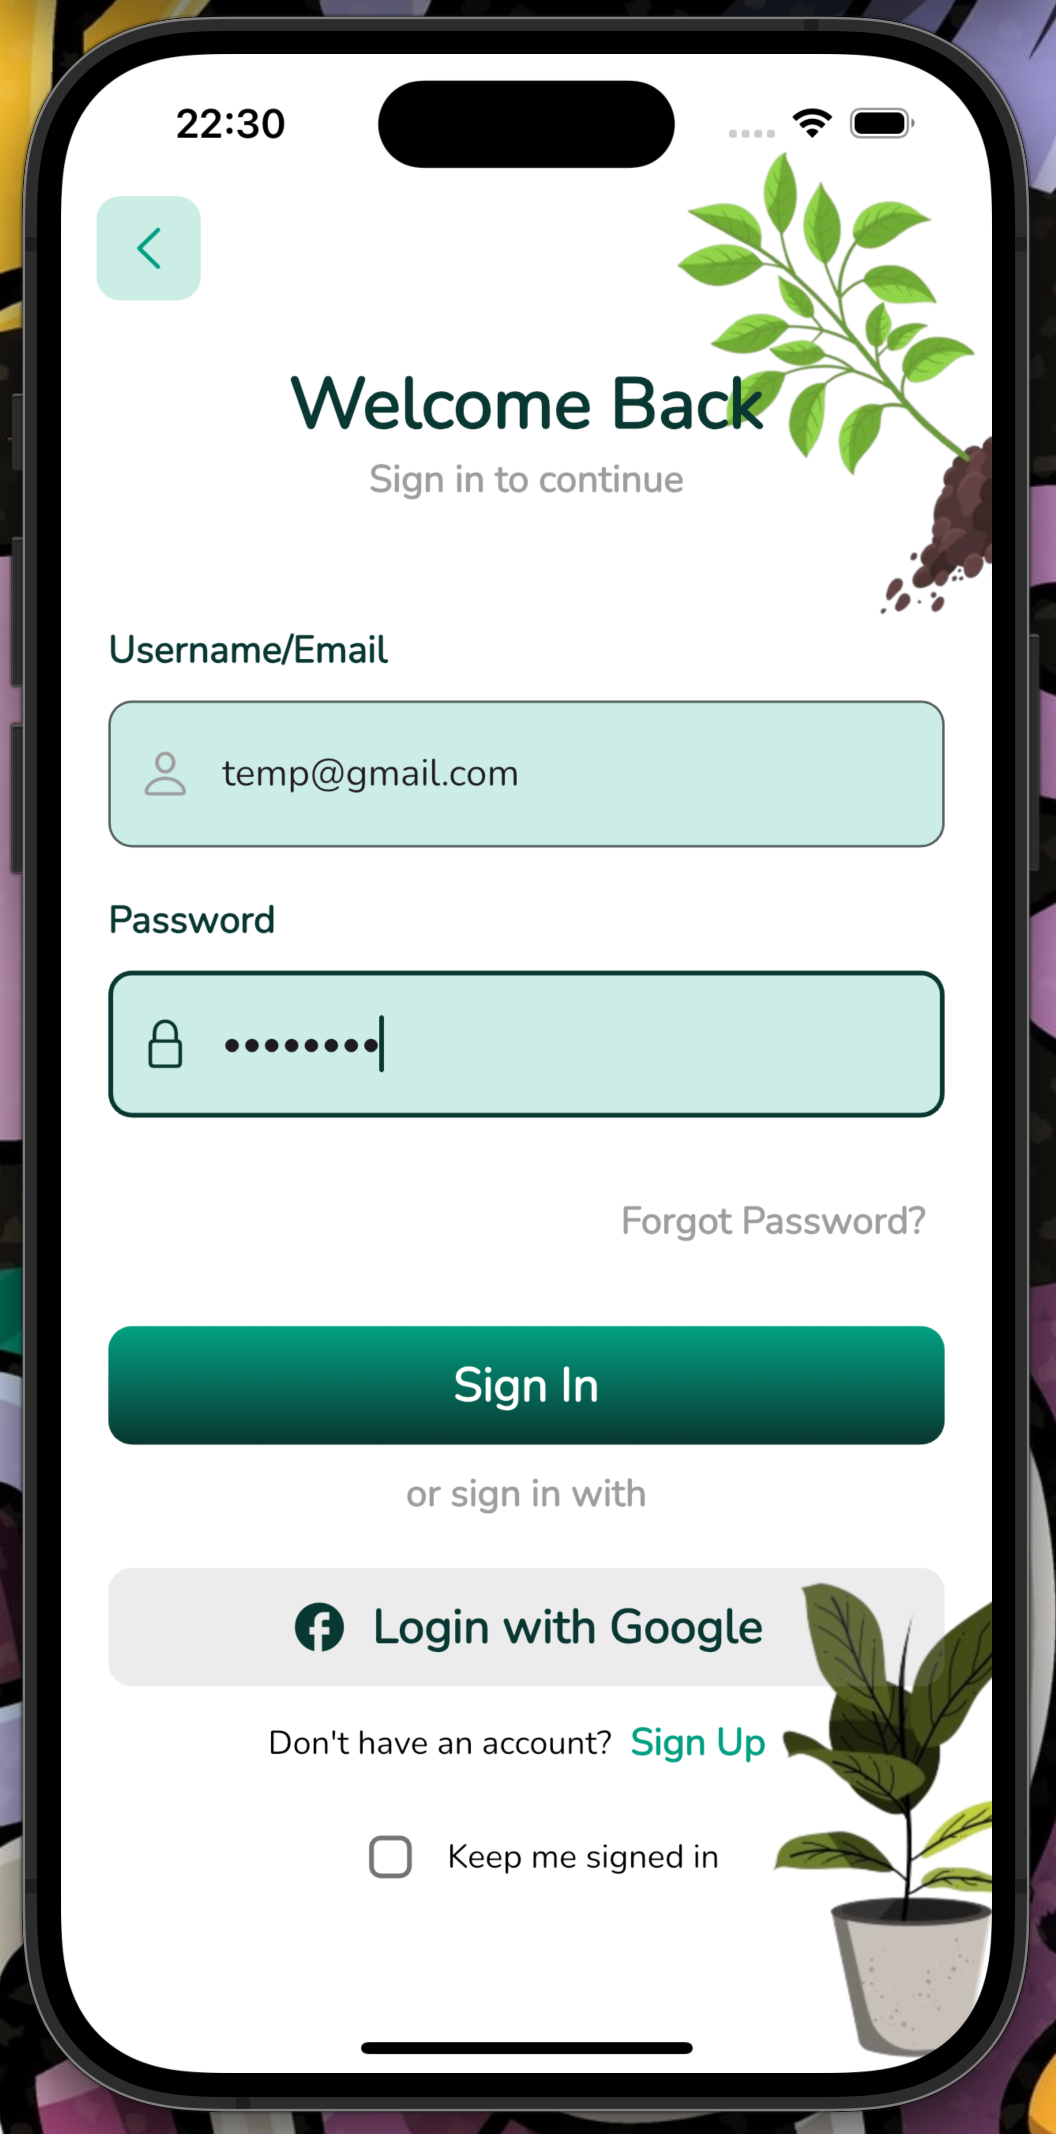 22:30
Welcome Back
Sign in to continue
Username/Email
temp@gmail.com
Password
••••••••
Forgot Password?
Sign In
or sign in with
Login with Google
Don't have an account? Sign Up
Keep me signed in